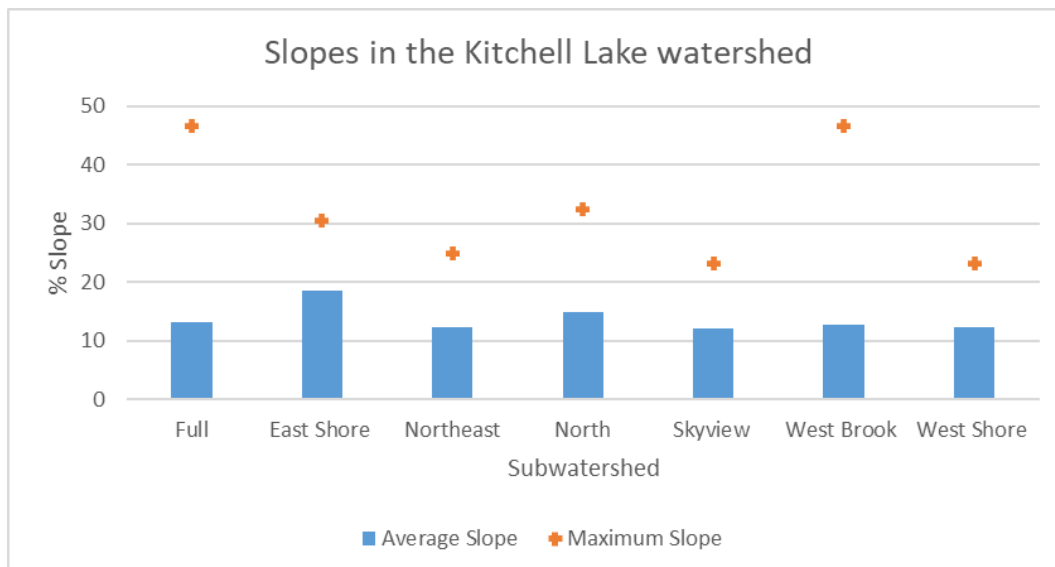 Slopes in the Kitchell Lake watershed
50
40
30
20
10
0
% Slope
Full East Shore Northeast North Skyview West Brook West Shore
Subwatershed
Average Slope Maximum Slope